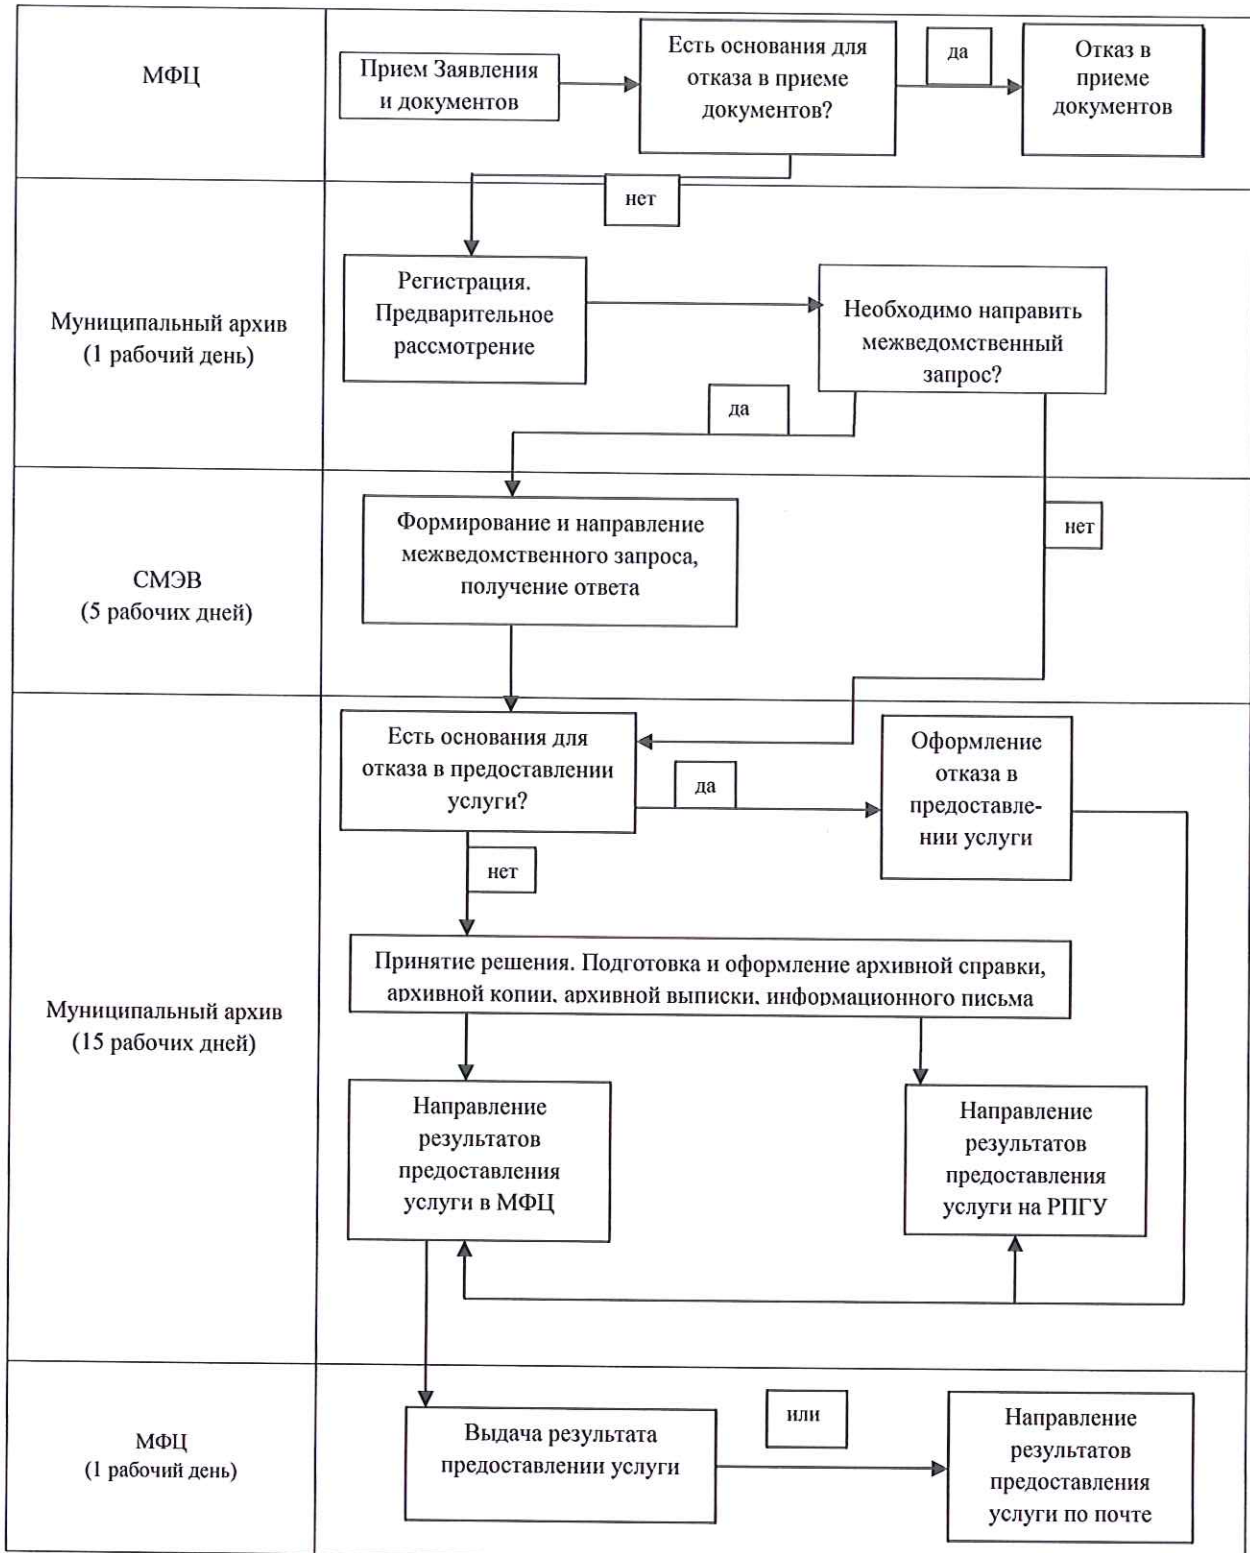 МФЦ
Прием Заявления
и документов
Есть основания для
отказа в приеме
документов?
да
Отказ в
приеме
документов
нет
Муниципальный архив
(1 рабочий день)
Регистрация.
Предварительное
рассмотрение
Необходимо направить
межведомственный
запрос?
да
нет
СМЭВ
(5 рабочих дней)
Формирование и направление
межведомственного запроса,
получение ответа
Муниципальный архив
(15 рабочих дней)
Есть основания для
отказа в предоставлении
услуги?
да
Оформление
отказа в
предоставле-
нии услуги
нет
Принятие решения. Подготовка и оформление архивной справки,
архивной копии, архивной выписки, информационного письма
Направление
результатов
предоставления
услуги в МФЦ
Направление
результатов
предоставления
услуги на РПГУ
МФЦ
(1 рабочий день)
Выдача результата
предоставлении услуги
или
Направление
результатов
предоставления
услуги по почте